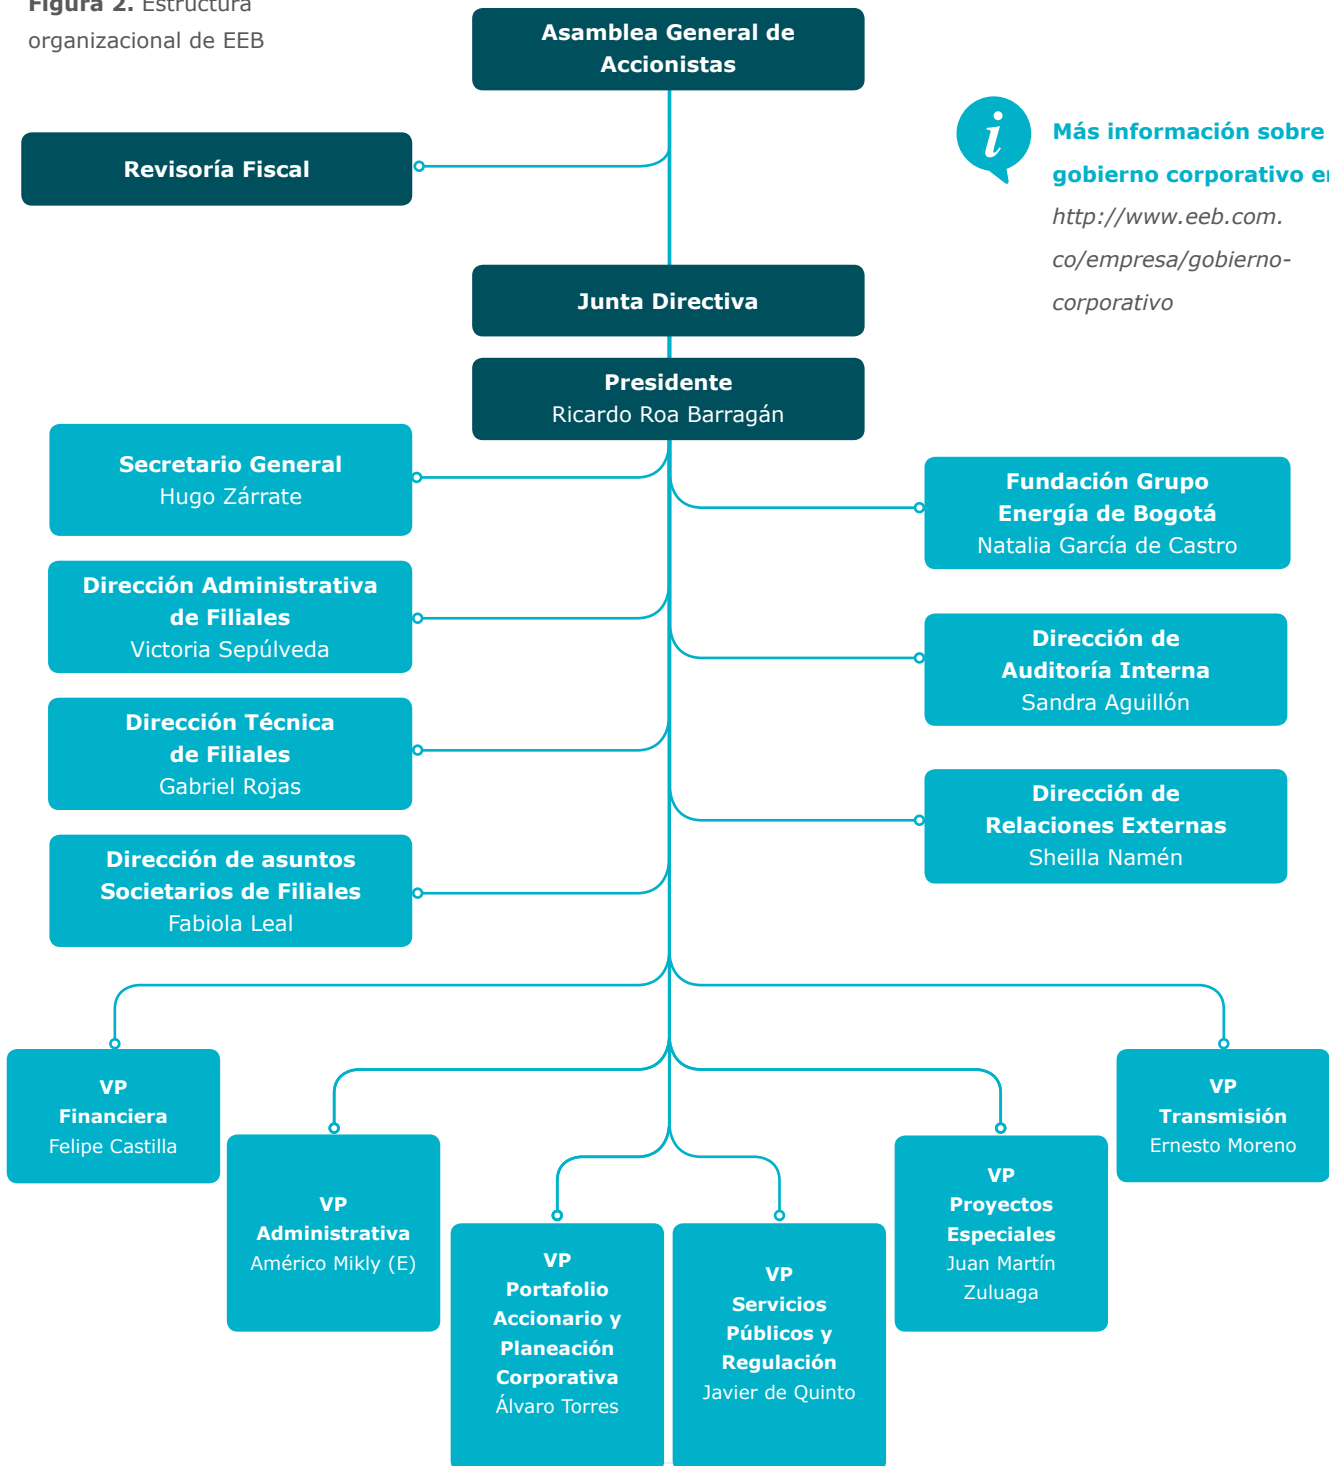 Figura 2. Estructura
organizacional de EEB
Asamblea General de
Accionistas
Revisoría Fiscal
i
Más información sobre
gobierno corporativo en
http://www.eeb.com.
co/empresa/gobierno-
corporativo
Junta Directiva
Presidente
Ricardo Roa Barragán
Secretario General
Hugo Zárrate
Fundación Grupo
Energía de Bogotá
Natalia García de Castro
Dirección Administrativa
de Filiales
Victoria Sepúlveda
Dirección de
Auditoría Interna
Sandra Aguillón
Dirección Técnica
de Filiales
Gabriel Rojas
Dirección de
Relaciones Externas
Sheilla Namén
Dirección de asuntos
Societarios de Filiales
Fabiola Leal
VP
Financiera
Felipe Castilla
VP
Administrativa
Américo Mikly (E)
VP
Portafolio
Accionario y
Planeación
Corporativa
Álvaro Torres
VP
Servicios
Públicos y
Regulación
Javier de Quinto
VP
Proyectos
Especiales
Juan Martín
Zuluaga
VP
Transmisión
Ernesto Moreno